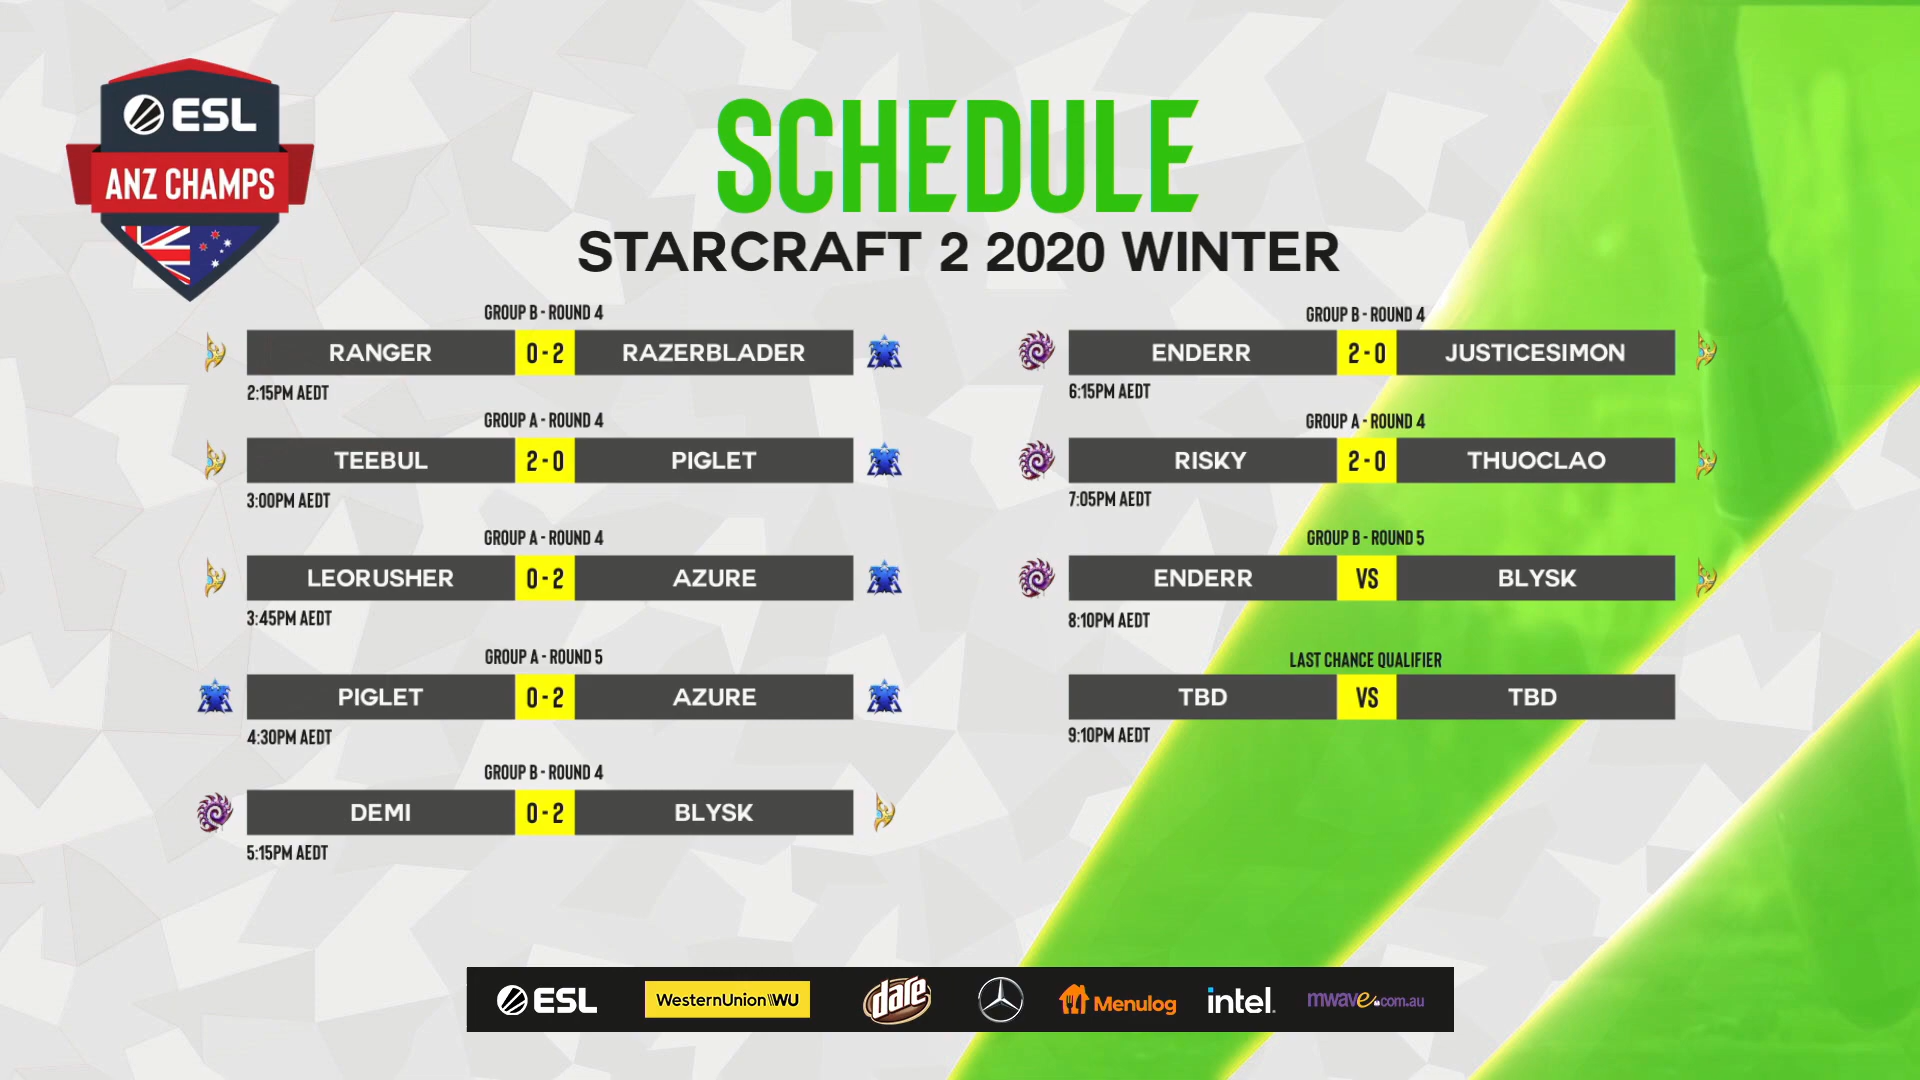 ESL
ANZ CHAMPS
SCHEDULE
STARCRAFT 2 2020 WINTER
GROUP B - ROUND 4
RANGER 0 - 2 RAZERBLADER
2:15PM AEDT
GROUP A - ROUND 4
TEEBUL 2 - 0 PIGLET
3:00PM AEDT
GROUP A - ROUND 4
LEORUSHER 0 - 2 AZURE
3:45PM AEDT
GROUP A - ROUND 5
PIGLET 0 - 2 AZURE
4:30PM AEDT
GROUP B - ROUND 4
DEMI 0 - 2 BLYSK
5:15PM AEDT
GROUP B - ROUND 4
ENDERR 2 - 0 JUSTICESIMON
6:15PM AEDT
GROUP A - ROUND 4
RISKY 2 - 0 THUOCLAO
7:05PM AEDT
GROUP B - ROUND 5
ENDERR VS BLYSK
8:10PM AEDT
LAST CHANCE QUALIFIER
TBD VS TBD
9:10PM AEDT
ESL WesternUnion WU dare Menulog intel. mwave.com.au